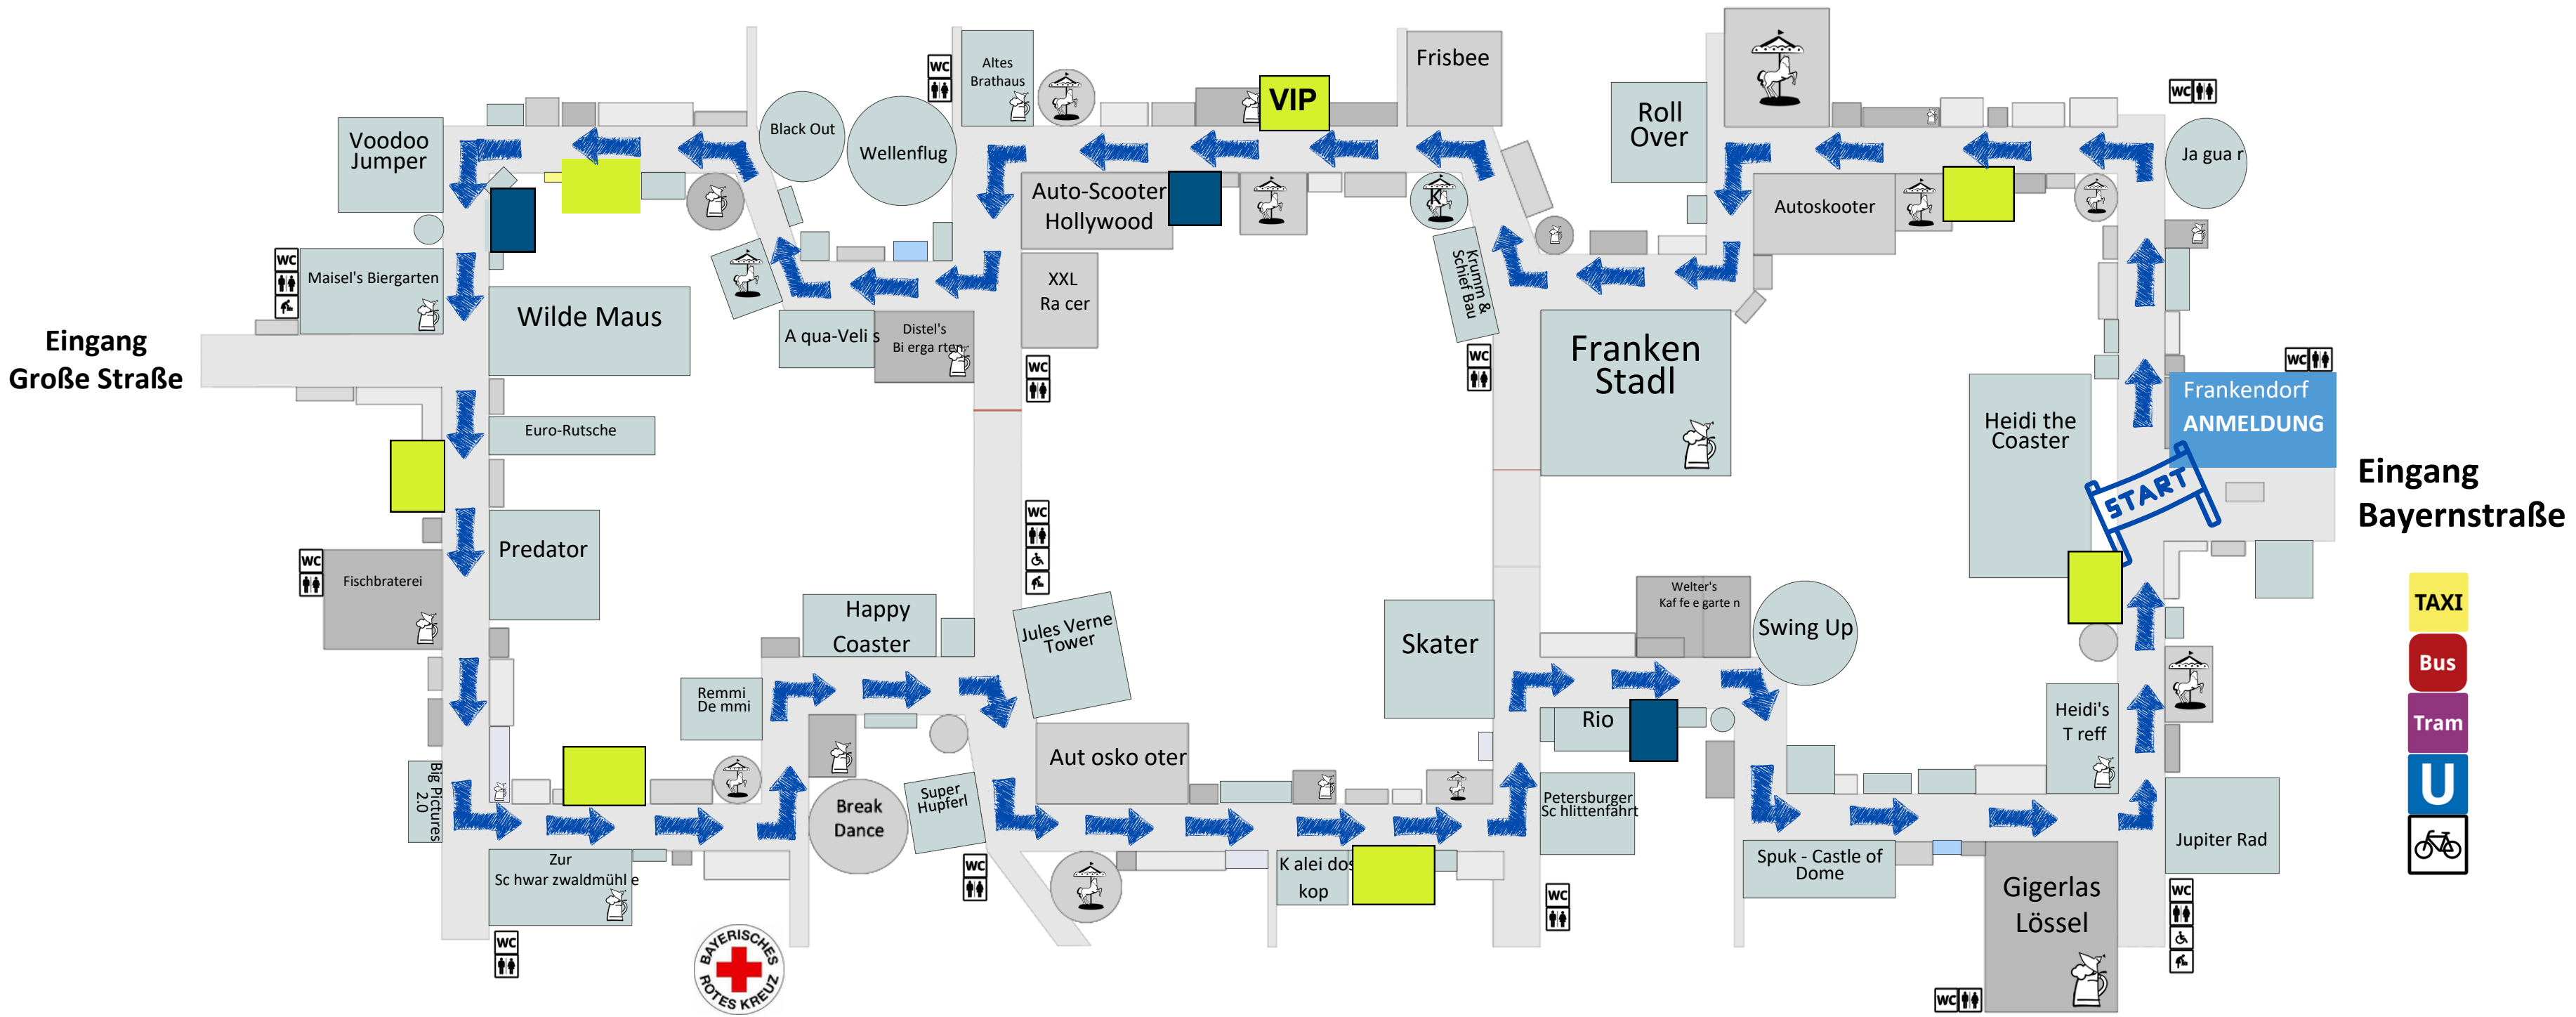 Voodoo
Jumper
Black Out
Wellenflug
WC
Altes
Brathaus
VIP
Frisbee
Roll
Over
WC
Ja gua r
Auto-Scooter
Hollywood
K
Autoskooter
WC
Maisel's Biergarten
Wilde Maus
A qua-Veli s
Distel's
Bi erga rten
XXL
Ra cer
Krumm &
Schief Bau
Franken
Stadl
WC
WC
WC
Eingang
Große Straße
Frankendorf
ANMELDUNG
Heidi the
Coaster
START
Eingang
Bayernstraße
Euro-Rutsche
Predator
WC
Fischbraterei
WC
Happy
Coaster
Jules Verne
Tower
Skater
Welter's
Kaf fe e garte n
Swing Up
TAXI
Bus
Tram
U
Remmi
De mmi
Rio
Heidi's
T reff
Aut osko oter
Big Pictures
2.0
Break
Dance
Super
Hupferl
Petersburger
Sc hlittenfahrt
Jupiter Rad
Zur
Sc hwar zwaldmühl e
WC
K alei dos
kop
Spuk - Castle of
Dome
Gigerlas
Lössel
WC
WC
WC
WC
BAYERISCHES
ROTES KREUZ